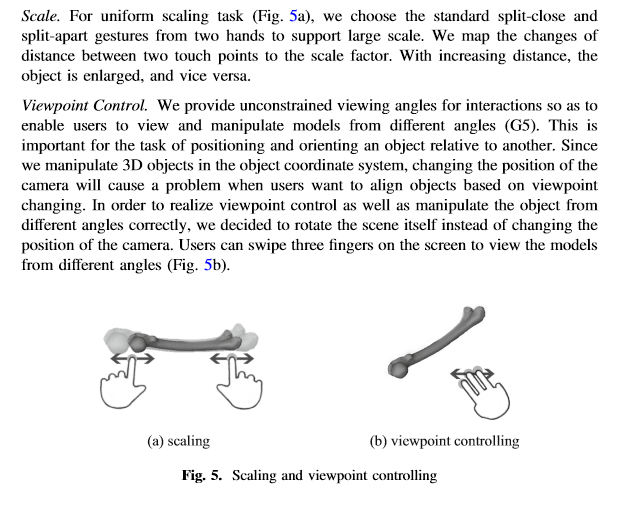 Scale. For uniform scaling task (Fig. 5a), we choose the standard split-close and
split-apart gestures from two hands to support large scale. We map the changes of
distance between two touch points to the scale factor. With increasing distance, the
object is enlarged, and vice versa.
Viewpoint Control. We provide unconstrained viewing angles for interactions so as to
enable users to view and manipulate models from different angles (G5). This is
important for the task of positioning and orienting an object relative to another. Since
we manipulate 3D objects in the object coordinate system, changing the position of the
camera will cause a problem when users want to align objects based on viewpoint
changing. In order to realize viewpoint control as well as manipulate the object from
different angles correctly, we decided to rotate the scene itself instead of changing the
position of the camera. Users can swipe three fingers on the screen to view the models
from different angles (Fig. 5b).
(a) scaling
(b) viewpoint controlling
Fig. 5. Scaling and viewpoint controlling